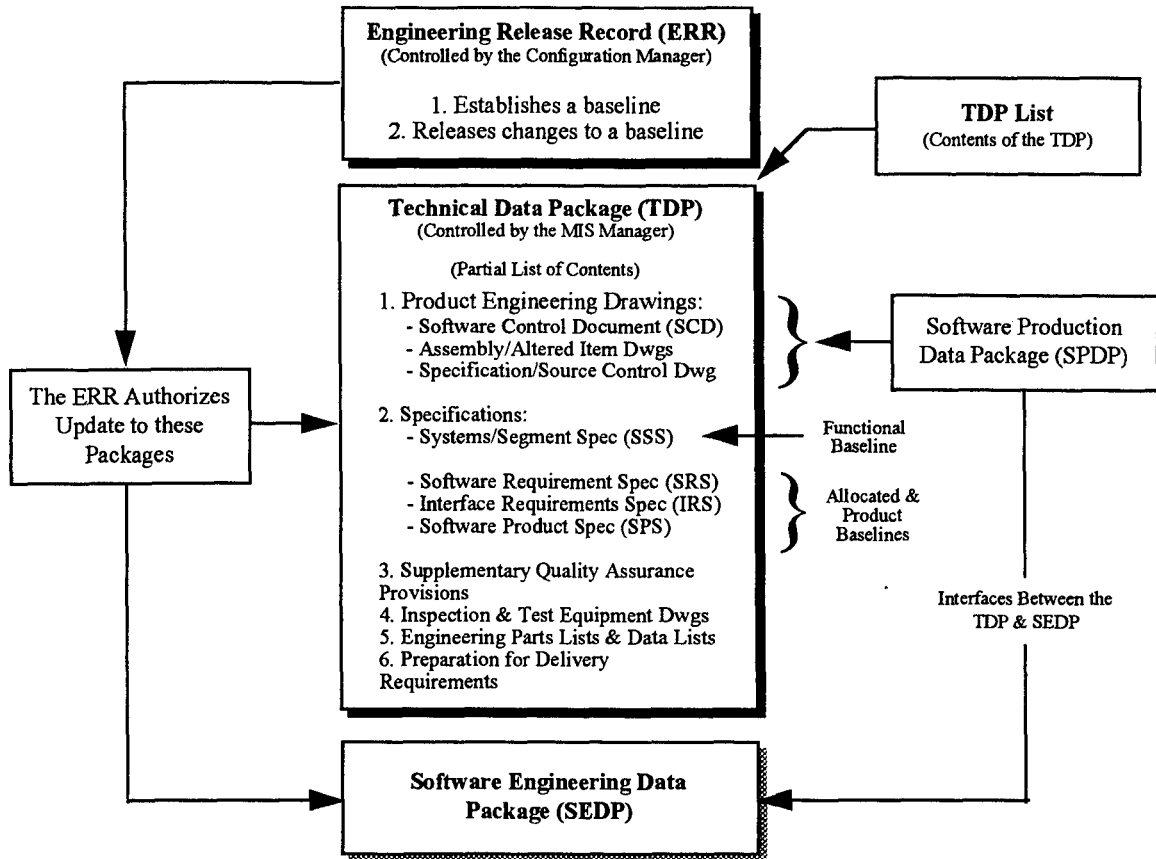 Engineering Release Record (ERR)
(Controlled by the Configuration Manager)
1. Establishes a baseline
2. Releases changes to a baseline
TDP List
(Contents of the TDP)
Technical Data Package (TDP)
(Controlled by the MIS Manager)
(Partial List of Contents)
1. Product Engineering Drawings:
- Software Control Document (SCD)
- Assembly/Altered Item Dwgs
- Specification/Source Control Dwg
2. Specifications:
- Systems/Segment Spec (SSS)
- Software Requirement Spec (SRS)
- Interface Requirements Spec (IRS)
- Software Product Spec (SPS)
3. Supplementary Quality Assurance
Provisions
4. Inspection & Test Equipment Dwgs
5. Engineering Parts Lists & Data Lists
6. Preparation for Delivery
Requirements
Software Production
Data Package (SPDP)
The ERR Authorizes
Update to these
Packages
Functional
Baseline
Allocated &
Product
Baselines
Interfaces Between the
TDP & SEDP
Software Engineering Data
Package (SEDP)